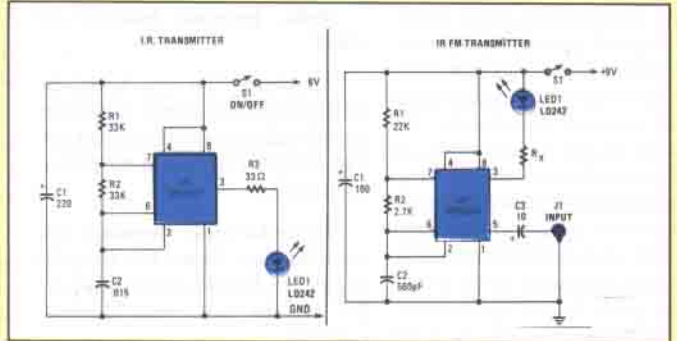 I.R. TRANSMITTER
S1
ON/OFF
6V
R1
33K
4
8
7
R2
33K
3
R3
33Ω
C1
220
+
6
2
1
C2
.015
LED1
LD242
GND
IR FM TRANSMITTER
S1
+9V
LED1
LD242
R1
22K
4
8
RX
C1
100
+
7
3
R2
2.7K
C3
10
J1
INPUT
6
5
+
2
1
C2
560pF